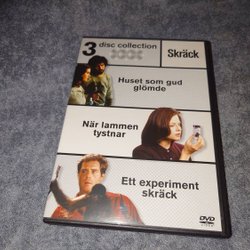 3 disc collection
Skräck
Huset som gud
glömde
När lammen
tystnar
Ett experiment
skräck
DVD